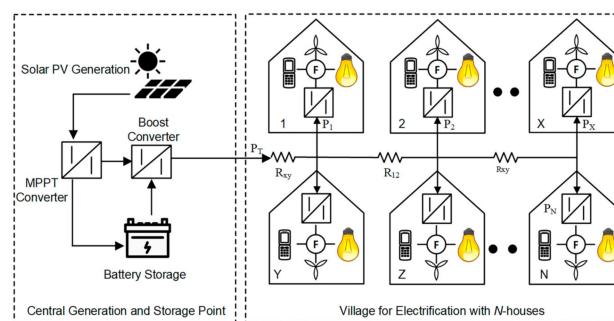 Solar PV Generation
Boost
Converter
MPPT
Converter
Battery Storage
Central Generation and Storage Point
P_T
R_xy
R_12
R_xy
F
1
P_1
F
2
P_2
F
X
P_X
F
Y
F
Z
P_N
F
N
Village for Electrification with N-houses